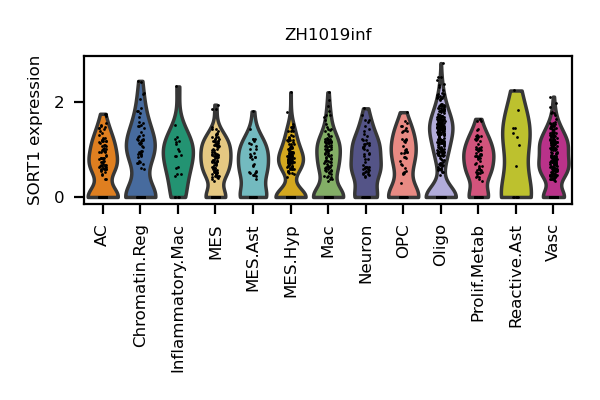 ZH1019inf
SORT1 expression
2
0
AC
Chromatin.Reg
Inflammatory.Mac
MES
MES.Ast
MES.Hyp
Mac
Neuron
OPC
Oligo
Prolif.Metab
Reactive.Ast
Vasc